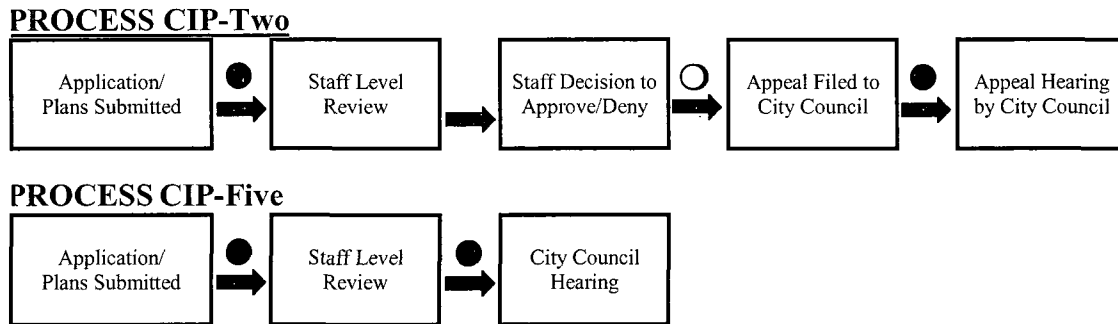 PROCESS CIP-Two
Application/
Plans Submitted
Staff Level
Review
Staff Decision to
Approve/Deny
Appeal Filed to
City Council
Appeal Hearing
by City Council
PROCESS CIP-Five
Application/
Plans Submitted
Staff Level
Review
City Council
Hearing